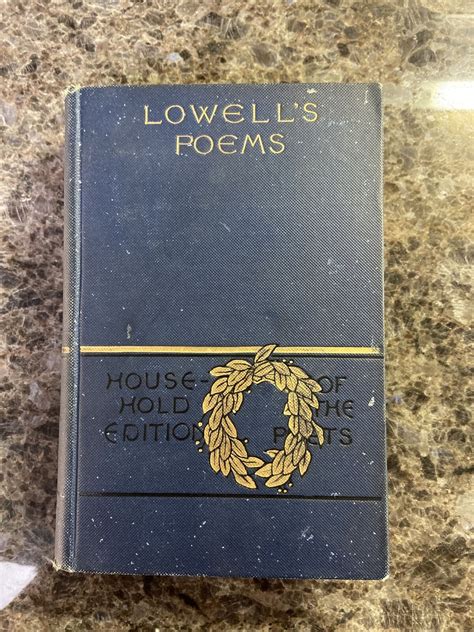 LOWELL'S
POEMS
HOUSE-
HOLD
EDITION
OF
THE
POETS